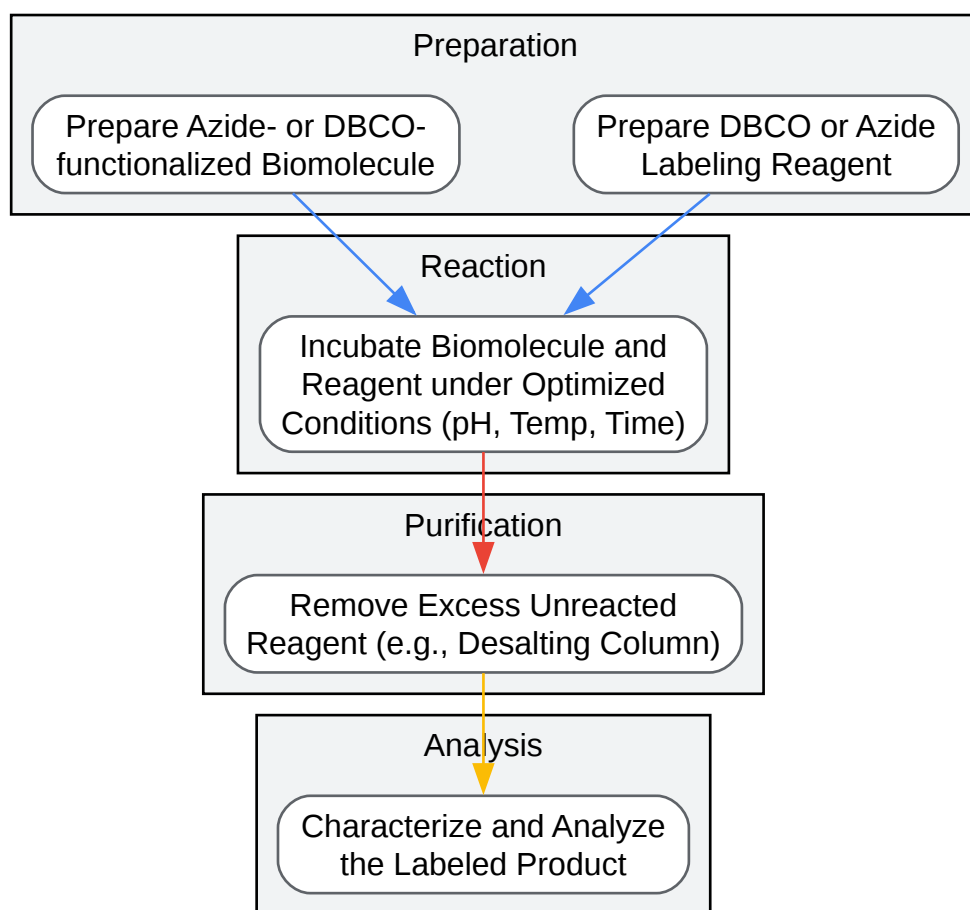 Preparation
Prepare Azide- or DBCO-
functionalized Biomolecule
Prepare DBCO or Azide
Labeling Reagent
Reaction
Incubate Biomolecule and
Reagent under Optimized
Conditions (pH, Temp, Time)
Purification
Remove Excess Unreacted
Reagent (e.g., Desalting Column)
Analysis
Characterize and Analyze
the Labeled Product